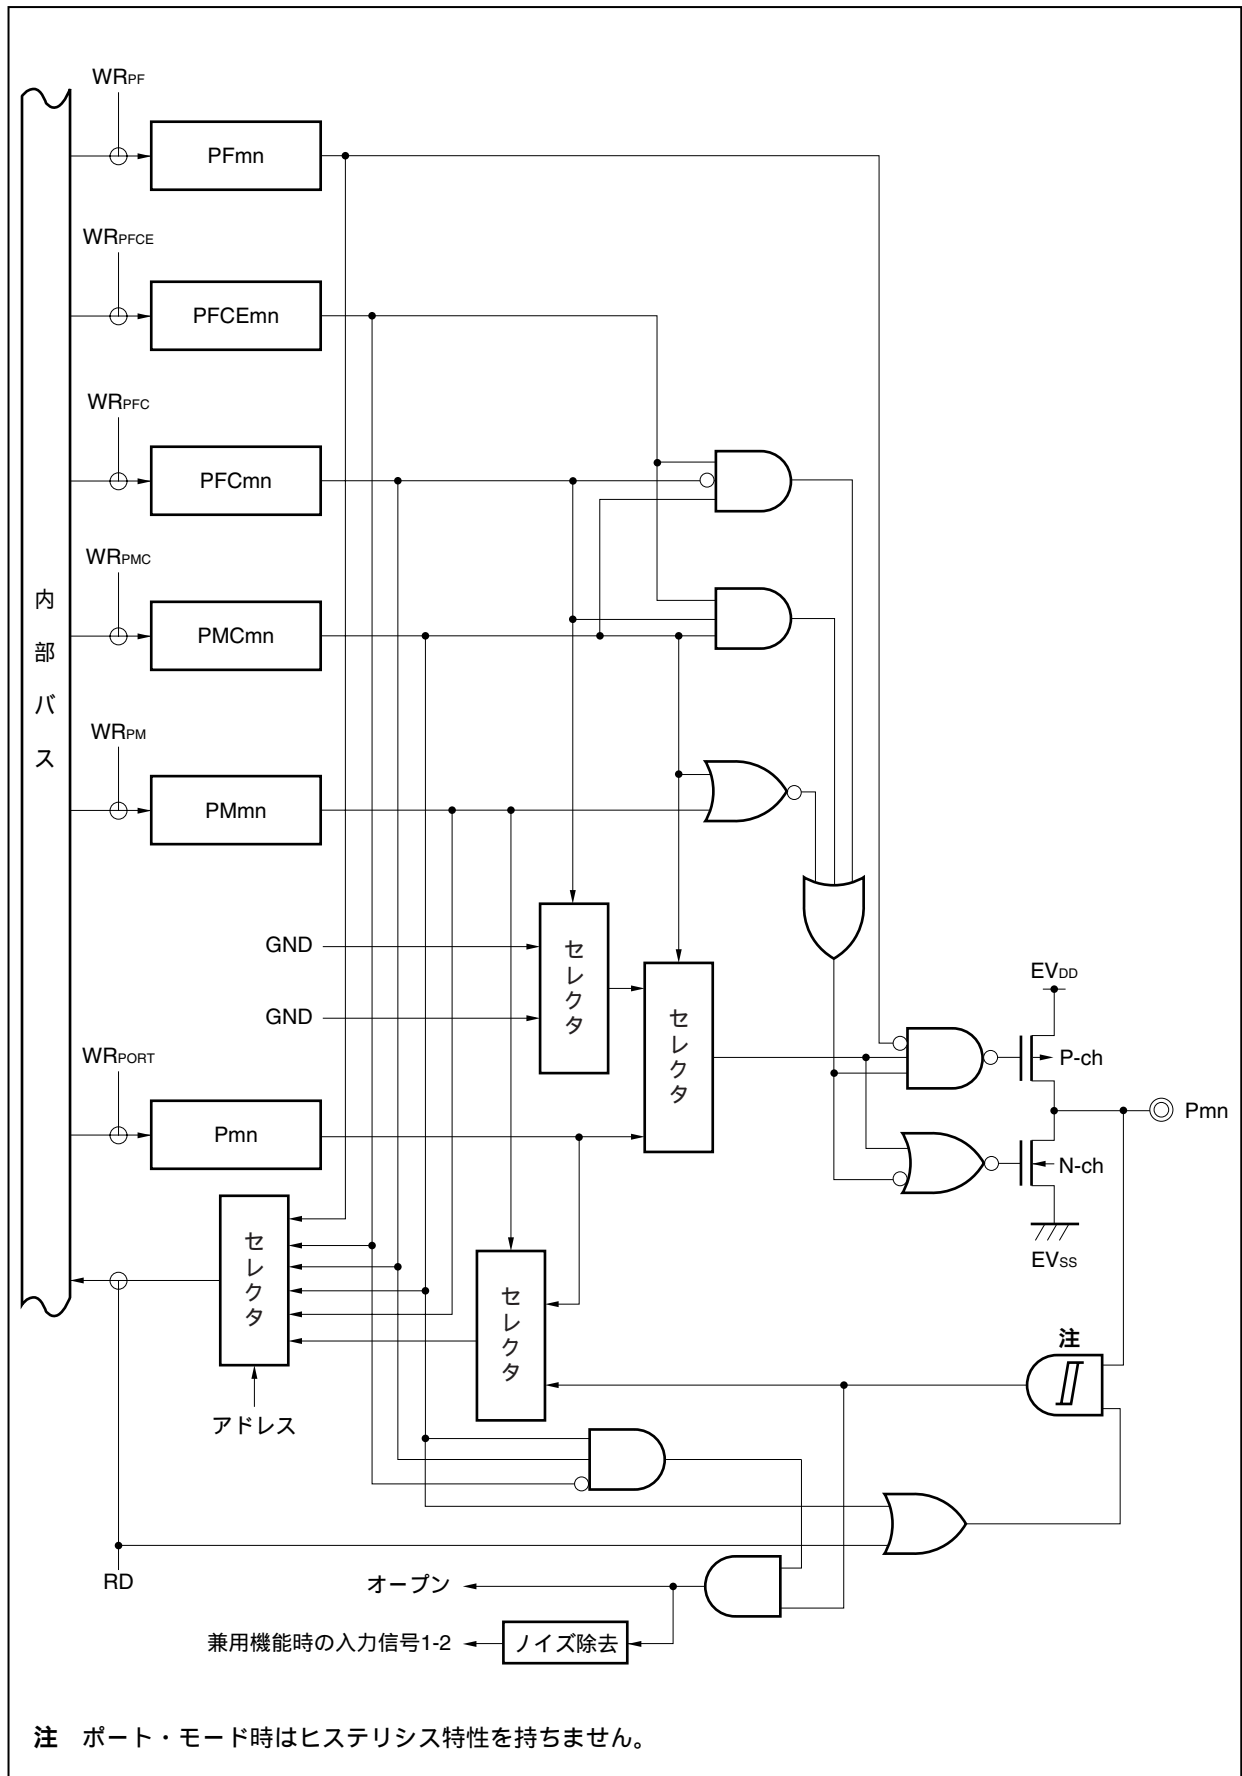 WRPF
PFmn
WRPFCE
PFCEmn
WRPFC
PFCmn
WRPMC
PMCmn
内部バス
WRPM
PMmn
GND
セレクタ
GND
セレクタ
EVDD
P-ch
WRPORT
Pmn
Pmn
N-ch
EVSS
セレクタ
セレクタ
注
アドレス
RD
オープン
兼用機能時の入力信号1-2
ノイズ除去
注 ポート・モード時はヒステリシス特性を持ちません。